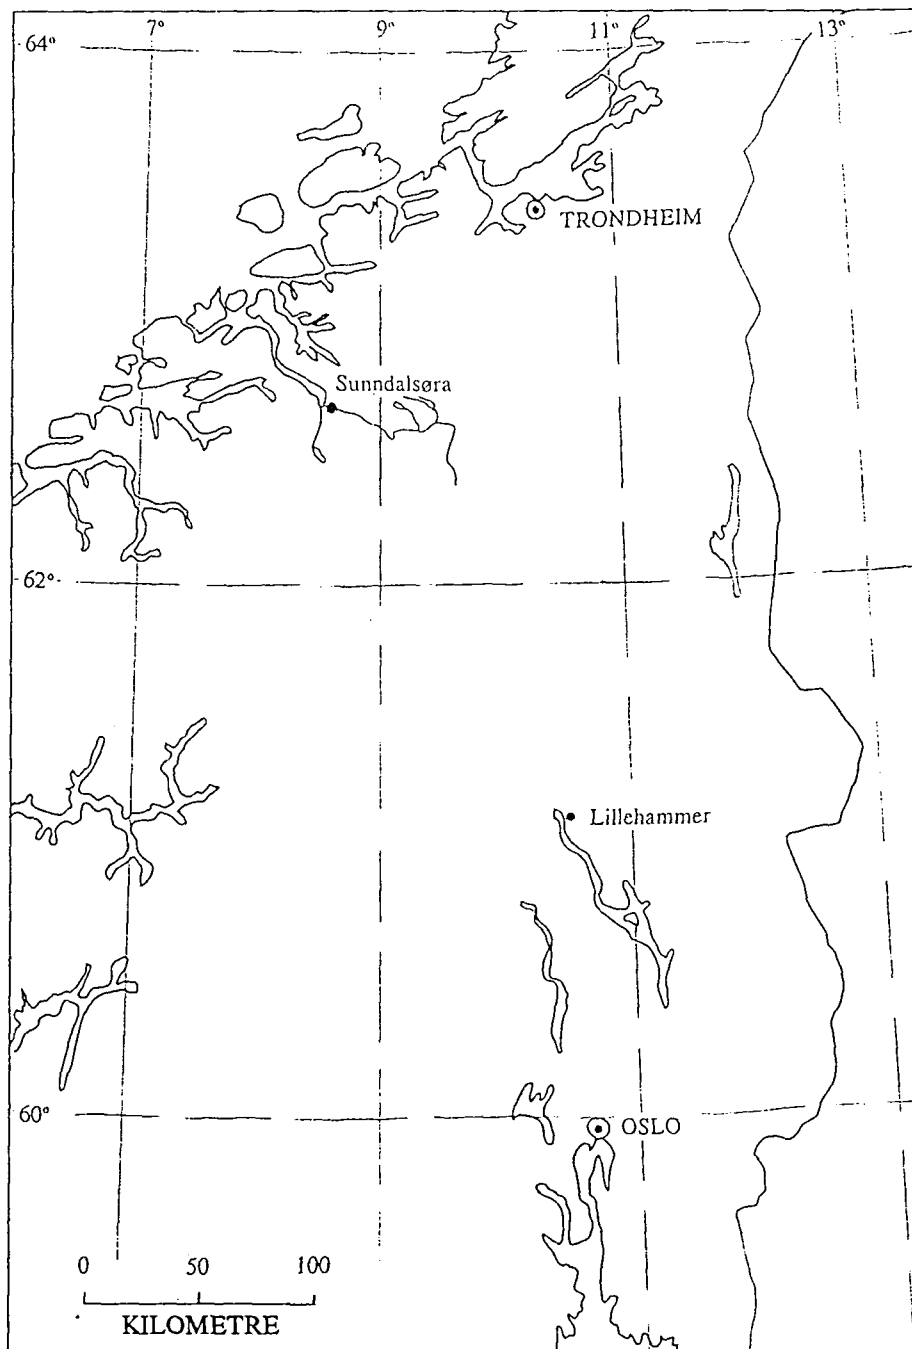 7° 9° 11° 13°
64°
TRONDHEIM
Sunndalsøra
62°
Lillehammer
60°
OSLO
0 50 100
KILOMETRE